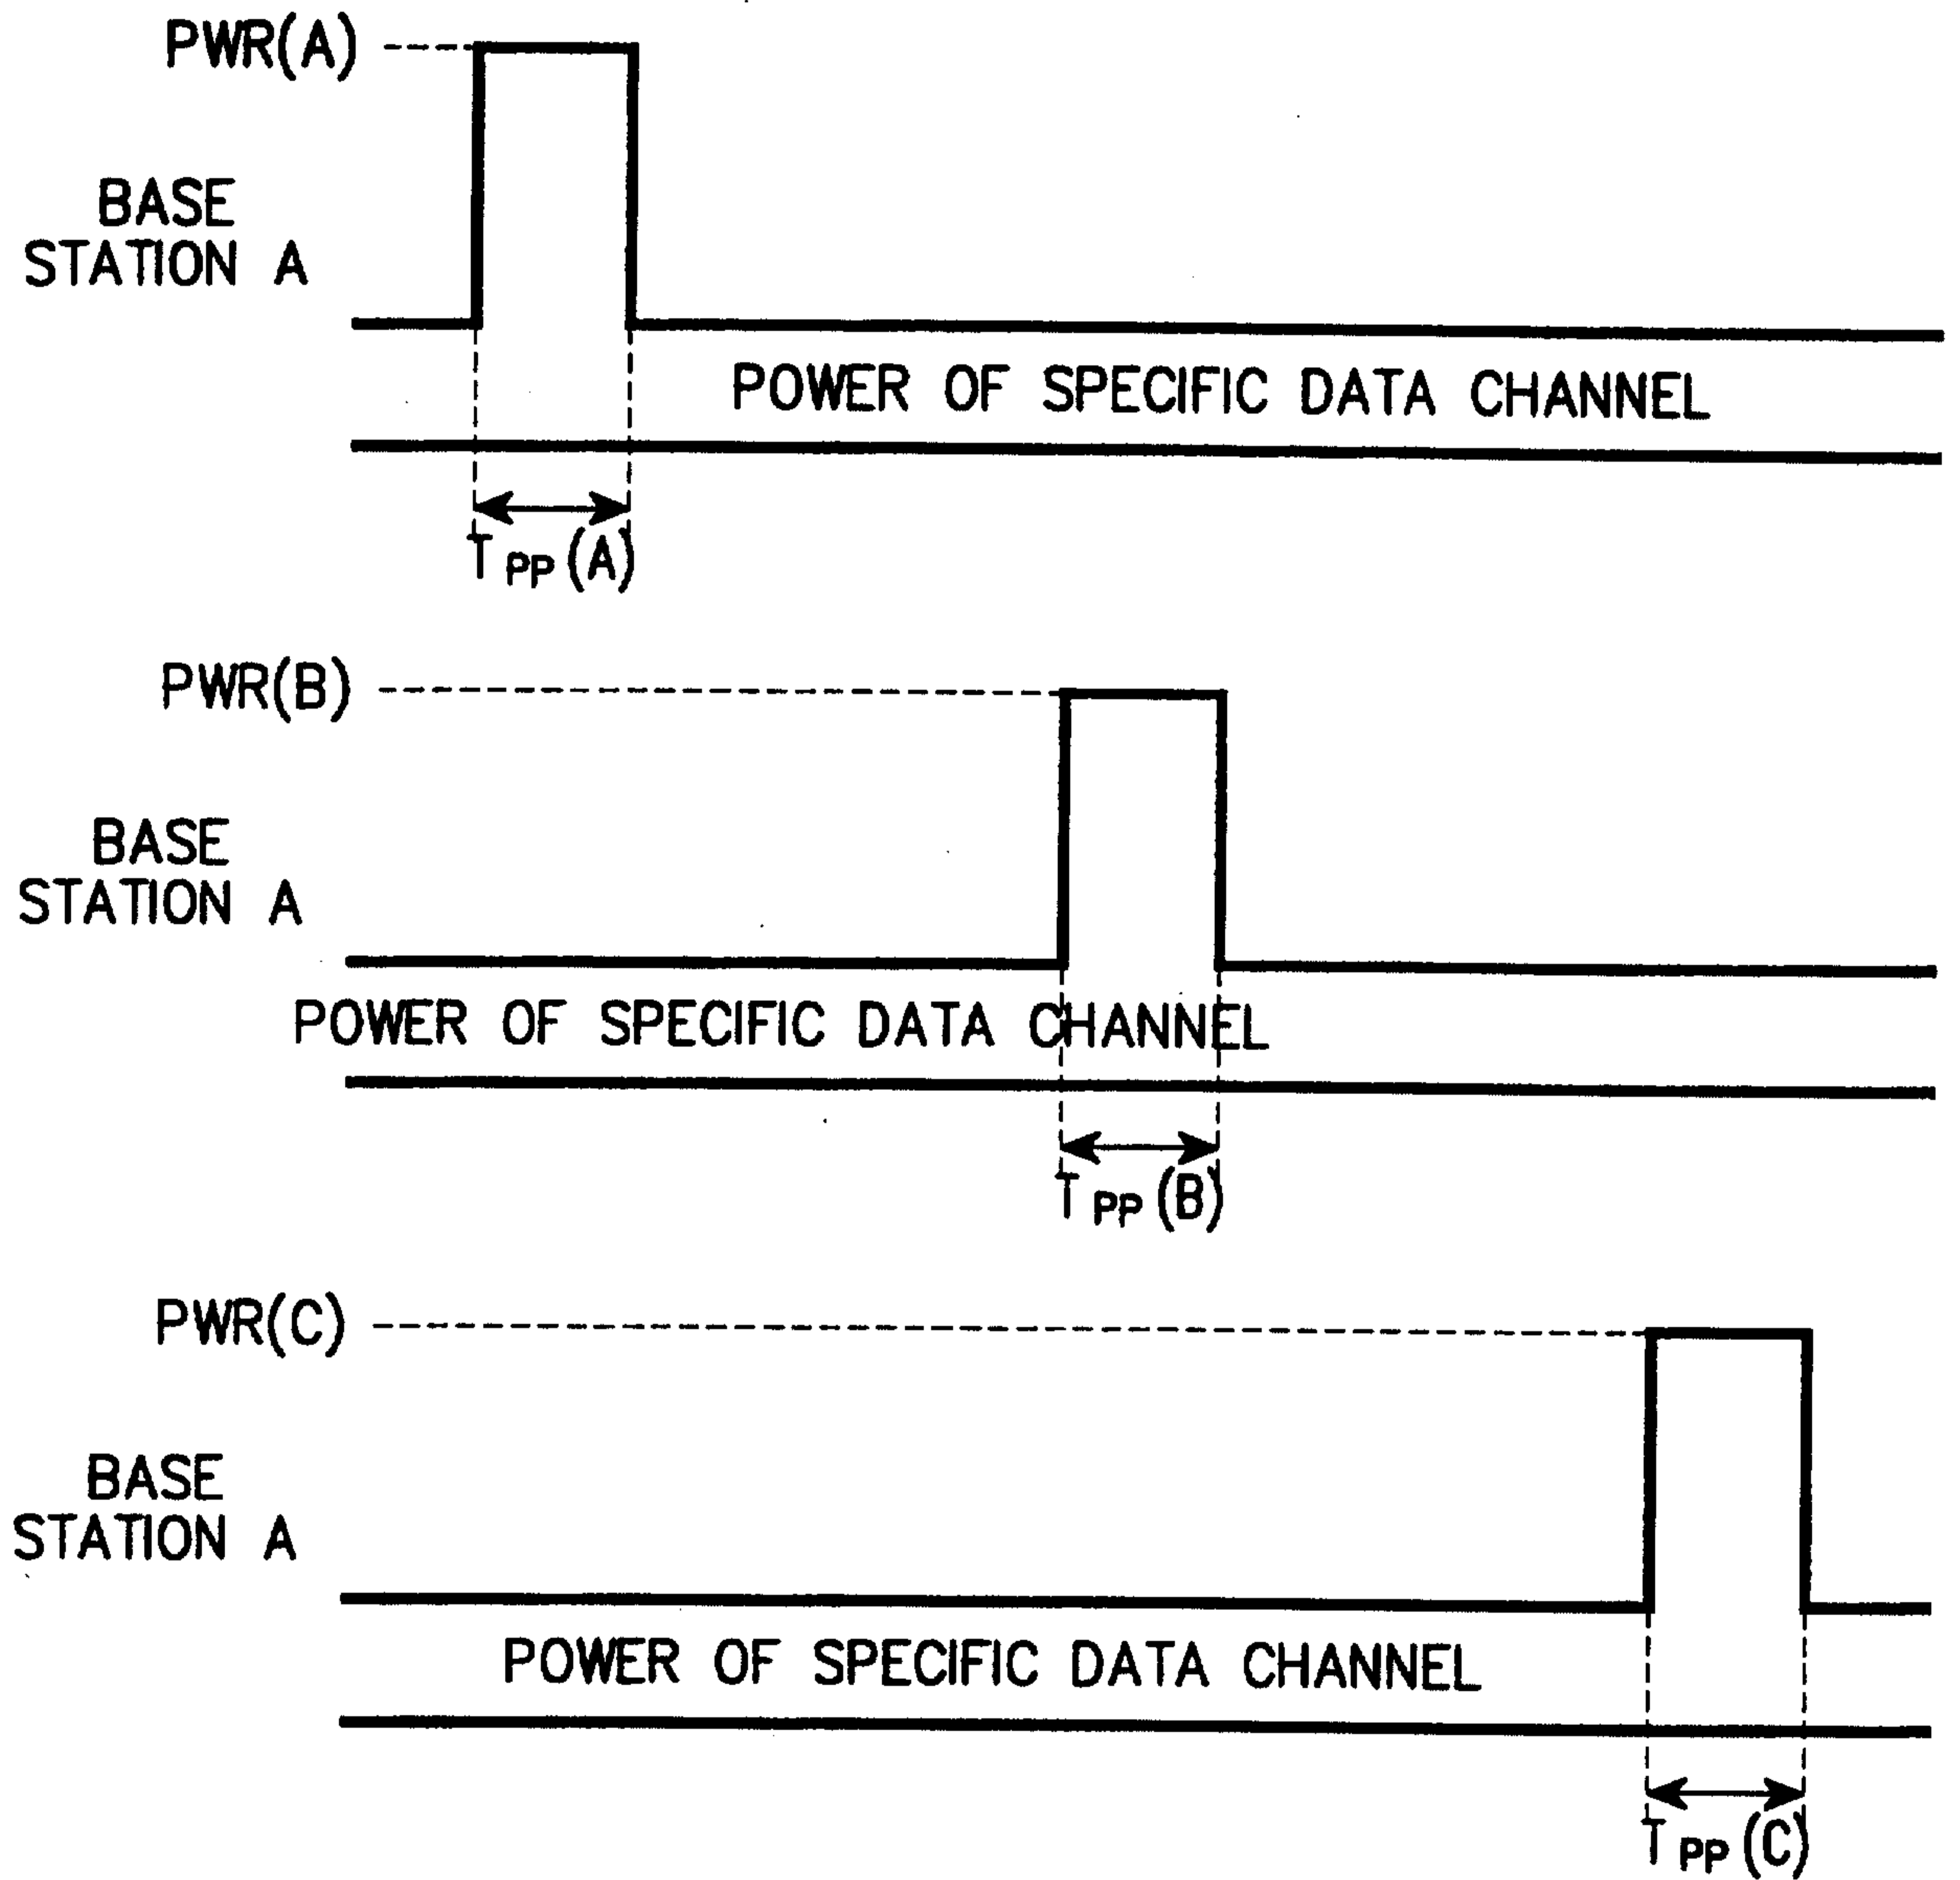 PWR(A)
BASE
STATION A
POWER OF SPECIFIC DATA CHANNEL
TPP(A)
PWR(B)
BASE
STATION A
POWER OF SPECIFIC DATA CHANNEL
TPP(B)
PWR(C)
BASE
STATION A
POWER OF SPECIFIC DATA CHANNEL
TPP(C)